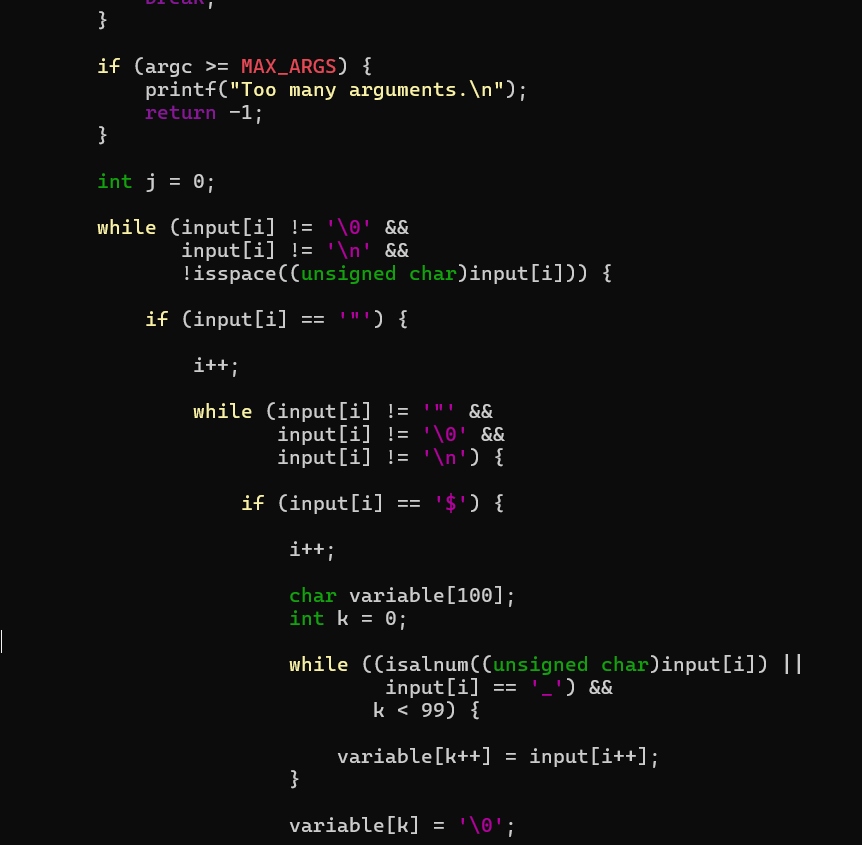 break;
}
if (argc >= MAX_ARGS) {
printf("Too many arguments.\n");
return -1;
}
int j = 0;
while (input[i] != '\0' &&
input[i] != '\n' &&
!isspace((unsigned char)input[i])) {
if (input[i] == '"') {
i++;
while (input[i] != '"' &&
input[i] != '\0' &&
input[i] != '\n') {
if (input[i] == '$') {
i++;
char variable[100];
int k = 0;
while ((isalnum((unsigned char)input[i]) ||
input[i] == '_') &&
k < 99) {
variable[k++] = input[i++];
}
variable[k] = '\0';